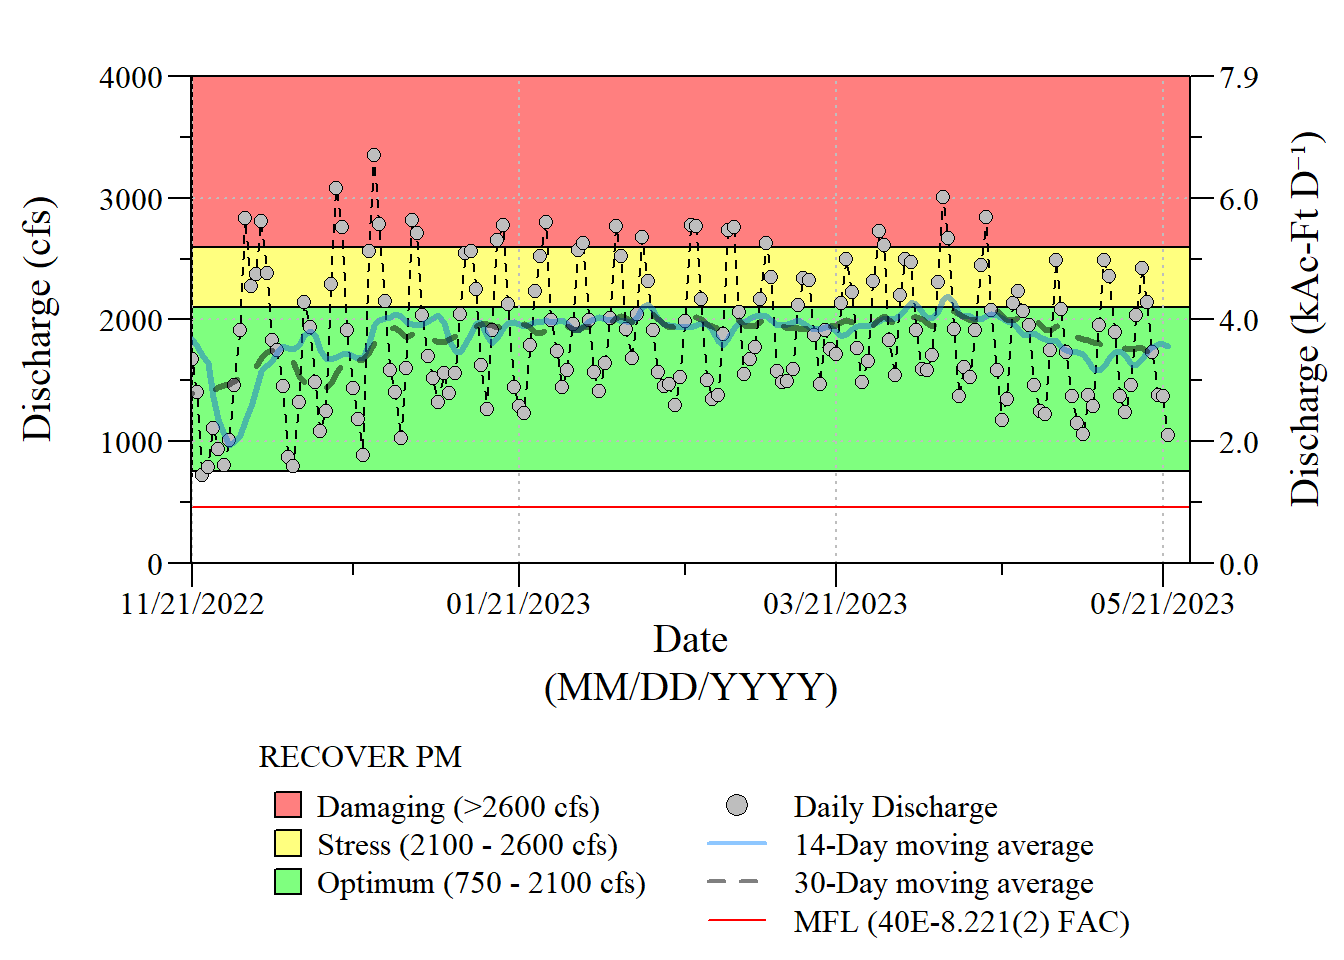 4000
3000
2000
1000
0
Discharge (cfs)
7.9
6.0
4.0
2.0
0.0
Discharge (kAc-Ft D⁻¹)
11/21/2022
01/21/2023
03/21/2023
05/21/2023
Date
(MM/DD/YYYY)
RECOVER PM
Damaging (>2600 cfs)
Stress (2100 - 2600 cfs)
Optimum (750 - 2100 cfs)
Daily Discharge
14-Day moving average
30-Day moving average
MFL (40E-8.221(2) FAC)